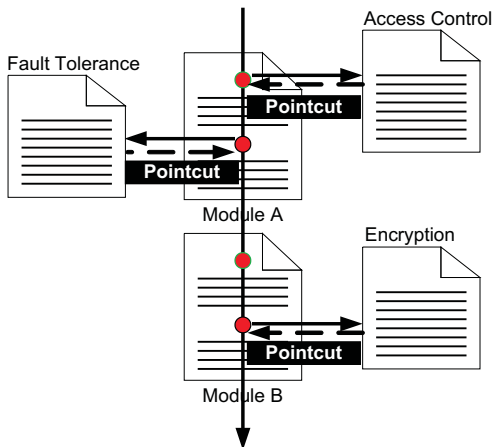 Access Control
Fault Tolerance
Pointcut
Pointcut
Module A
Encryption
Pointcut
Module B